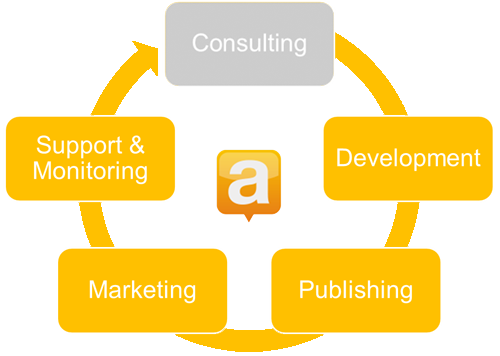 Consulting
Development
Publishing
Marketing
Support &
Monitoring
a